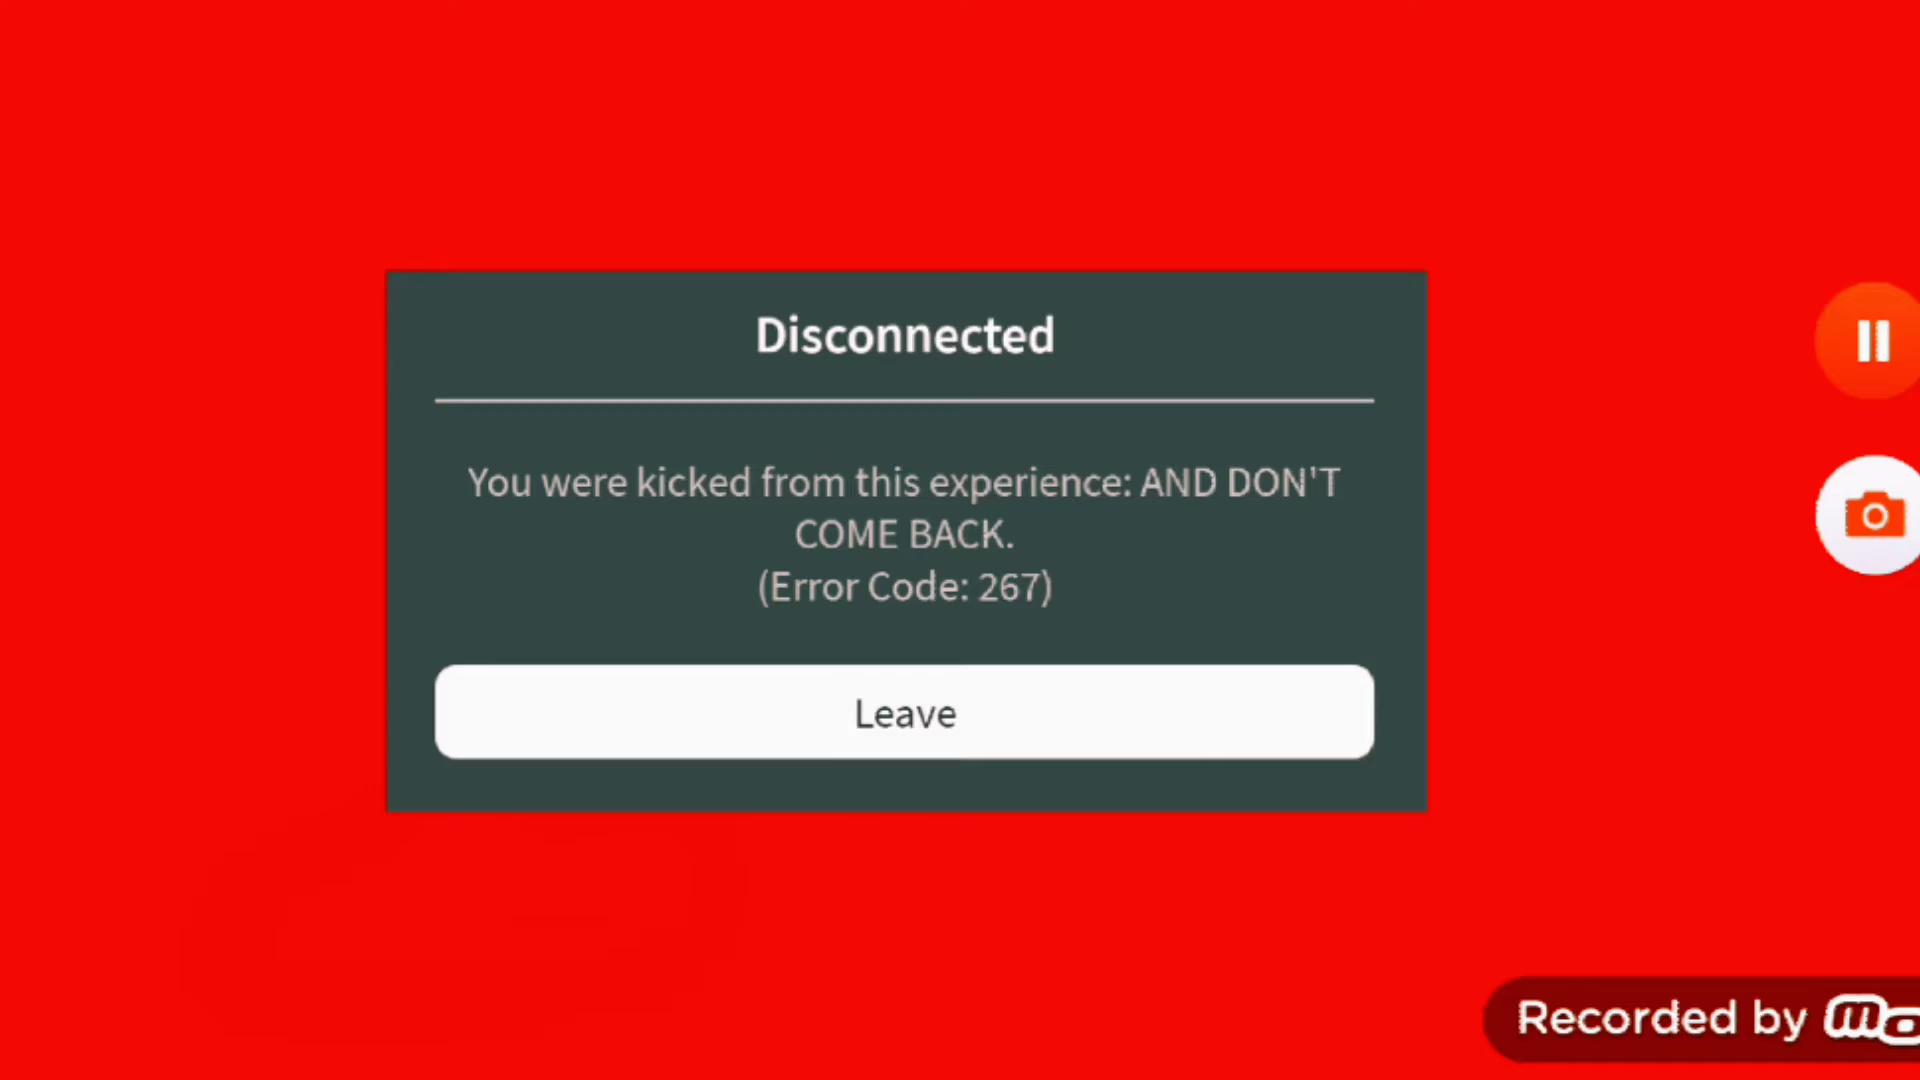 Disconnected
You were kicked from this experience: AND DON'T
COME BACK.
(Error Code: 267)
Leave
Recorded by